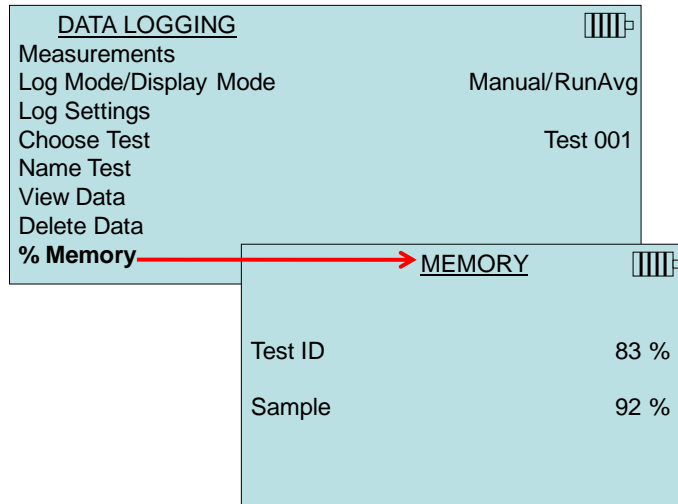 DATA LOGGING
Measurements
Log Mode/Display Mode Manual/RunAvg
Log Settings
Choose Test Test 001
Name Test
View Data
Delete Data
% Memory
MEMORY
Test ID 83 %
Sample 92 %